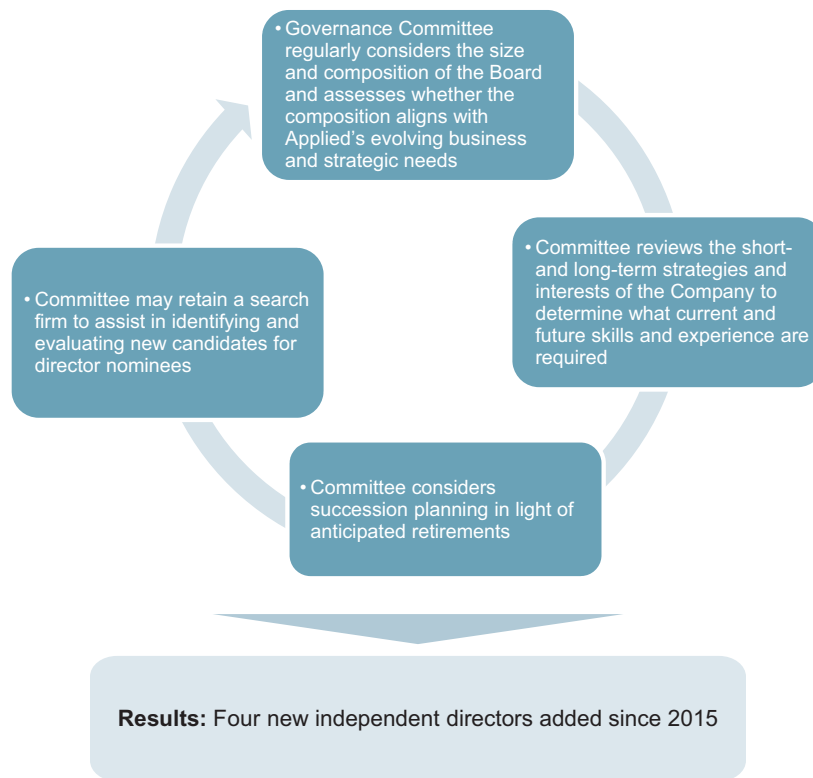 • Governance Committee
regularly considers the size
and composition of the Board
and assesses whether the
composition aligns with
Applied’s evolving business
and strategic needs
• Committee reviews the short-
and long-term strategies and
interests of the Company to
determine what current and
future skills and experience are
required
• Committee considers
succession planning in light of
anticipated retirements
• Committee may retain a search
firm to assist in identifying and
evaluating new candidates for
director nominees
Results: Four new independent directors added since 2015